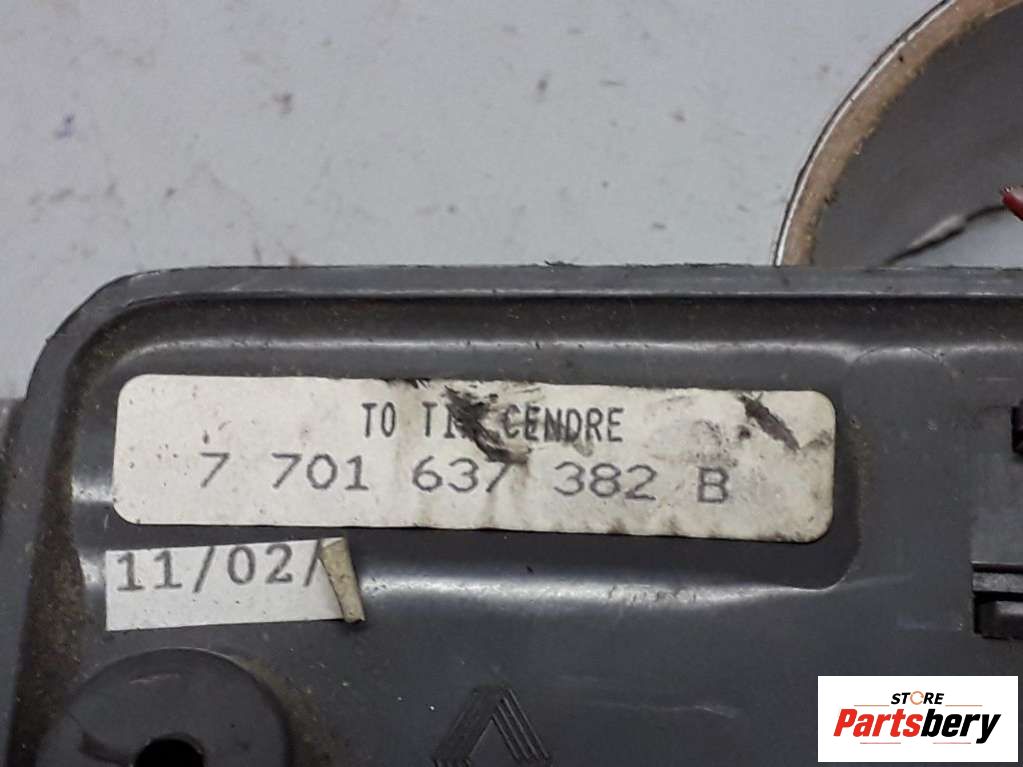 TO CENDRE
7 701 637 382 B
11/02/
STORE
Partsbery